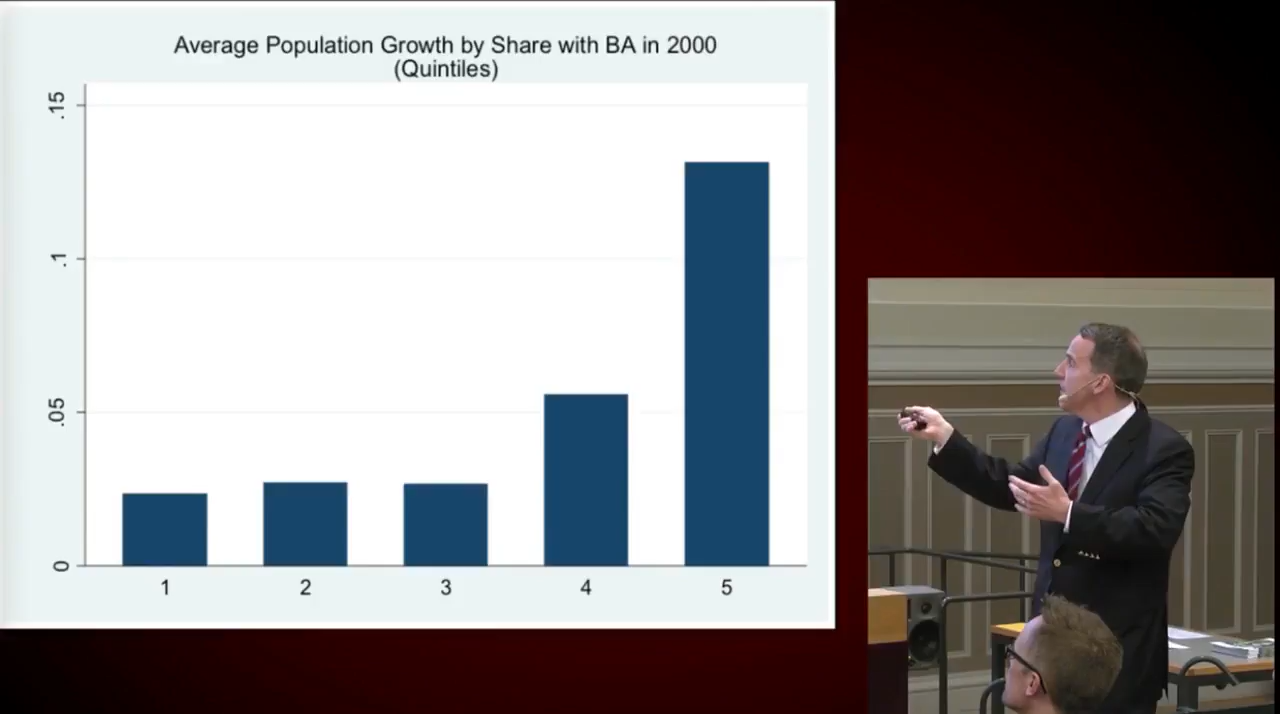 Average Population Growth by Share with BA in 2000
(Quintiles)
.15
.1
.05
0
1 2 3 4 5